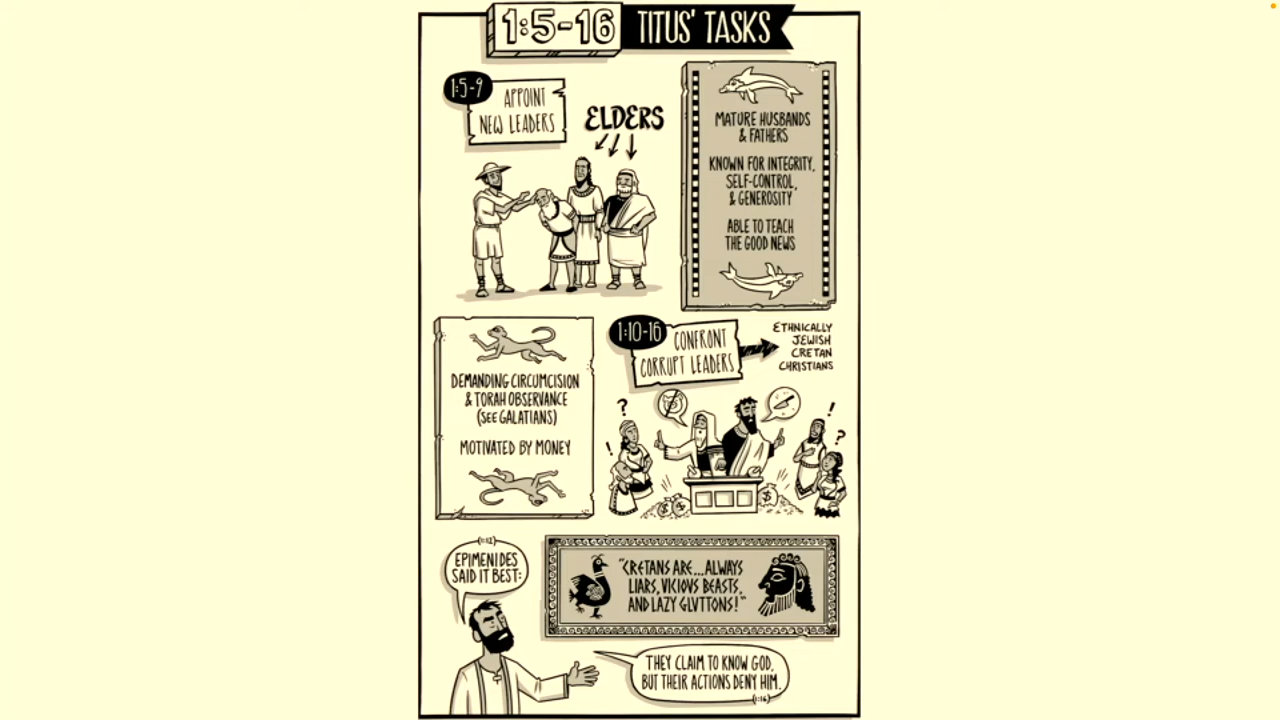 1:5-16 TITUS' TASKS
1:5-9
APPOINT
NEW LEADERS
ELDERS
MATURE HUSBANDS
& FATHERS
KNOWN FOR INTEGRITY,
SELF-CONTROL,
& GENEROSITY
ABLE TO TEACH
THE GOOD NEWS
DEMANDING CIRCUMCISION
& TORAH OBSERVANCE
(SEE GALATIANS)
MOTIVATED BY MONEY
1:10-16
CONFRONT
CORRUPT LEADERS
ETHNICALLY
JEWISH
CRETAN
CHRISTIANS
?
!
!
?
$ $
$
(1:12)
EPIMENIDES
SAID IT BEST:
"CRETANS ARE...ALWAYS
LIARS, VICIOUS BEASTS,
AND LAZY GLVTTONS!"
THEY CLAIM TO KNOW GOD,
BUT THEIR ACTIONS DENY HIM.
(1:16)